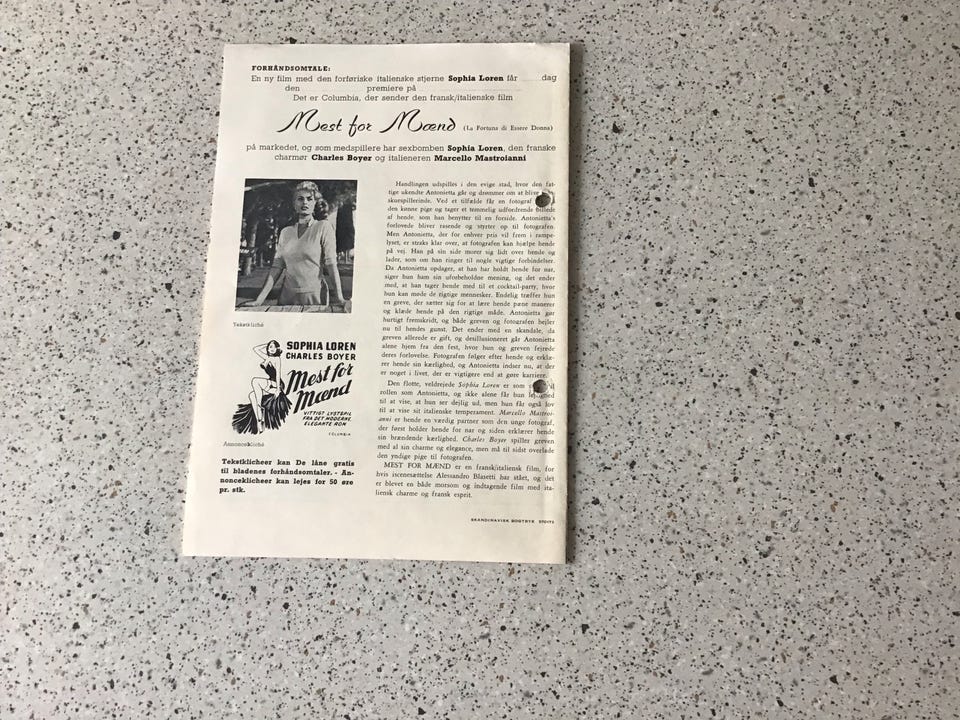 FORHÅNDSOMTALE:
En ny film med den forføriske italienske stjerne Sophia Loren får dag
den premiere på
Det er Columbia, der sender den fransk/italienske film
Mest for Mænd (La Fortuna di Essere Donna)
på markedet, og som medspillere har sexbomben Sophia Loren, den franske
charmør Charles Boyer og italieneren Marcello Mastroianni
Tekstkliché
SOPHIA LOREN
CHARLES BOYER
Mest for
Mænd
VITTIGT LYSTSPIL
FRA DET MODERNE
ELEGANTE ROM
COLUMBIA
Annoncekliché
Tekstklicheer kan De låne gratis
til bladenes forhåndsomtaler. - An-
nonceklicheer kan lejes for 50 øre
pr. stk.
Handlingen udspilles i den evige stad, hvor den fat-
tige ukendte Antonietta går og drømmer om at blive
skuespillerinde. Ved et tilfælde får en fotograf
den kønne pige og tager et temmelig udfordrende billede
af hende, som han benytter til en forside. Antonietta's
forlovede bliver rasende og styrter op til fotografen.
Men Antonietta, der for enhver pris vil frem i rampe-
lyset, er straks klar over, at fotografen kan hjælpe hende
på vej. Han på sin side morer sig lidt over hende og
lader, som om han ringer til nogle vigtige forbindelser.
Da Antonietta opdager, at han har holdt hende for nar,
siger hun ham sin uforbeholdne mening, og det ender
med, at han tager hende med til et cocktail-party, hvor
hun kan møde de rigtige mennesker. Endelig træffer hun
en greve, der sætter sig for at lære hende pæne manerer
og klæde hende på den rigtige måde. Antonietta gør
hurtigt fremskridt, og både greven og fotografen bejler
nu til hendes gunst. Det ender med en skandale, da
greven allerede er gift, og desillusioneret går Antonietta
alene hjem fra den fest, hvor hun og greven fejrede
deres forlovelse. Fotografen følger efter hende og erklæ-
rer hende sin kærlighed, og Antonietta indser nu, at der
er noget i livet, der er vigtigere end at gøre karriere.
Den flotte, veldrejede Sophia Loren er som
rollen som Antonietta, og ikke alene får hun
til at vise, at hun ser dejlig ud, men hun får også lov
til at vise sit italienske temperament. Marcello Mastroi-
anni er hende en værdig partner som den unge fotograf,
der først holder hende for nar og siden erklærer hende
sin brændende kærlighed. Charles Boyer spiller greven
med al sin charme og elegance, men må til sidst overlade
den yndige pige til fotografen.
MEST FOR MÆND er en fransk/italiensk film, for
hvis iscenesættelse Alessandro Blasetti har stået, og det
er blevet en både morsom og indtagende film med ita-
liensk charme og fransk esprit.
SKANDINAVISK BOGTRYK